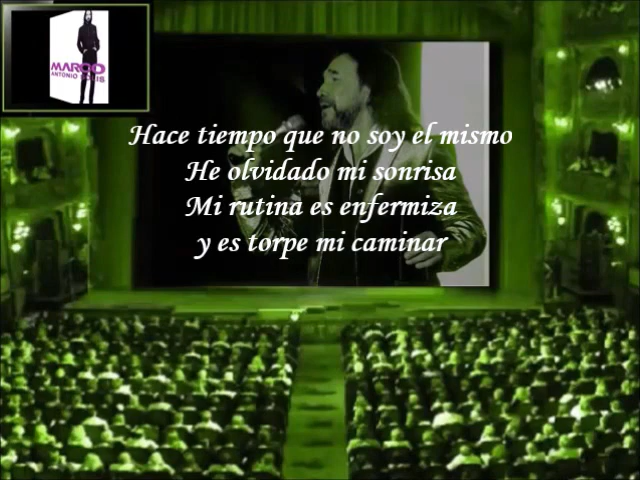 MARCO
ANTONIO SOLIS
Hace tiempo que no soy el mismo
He olvidado mi sonrisa
Mi rutina es enfermiza
y es torpe mi caminar